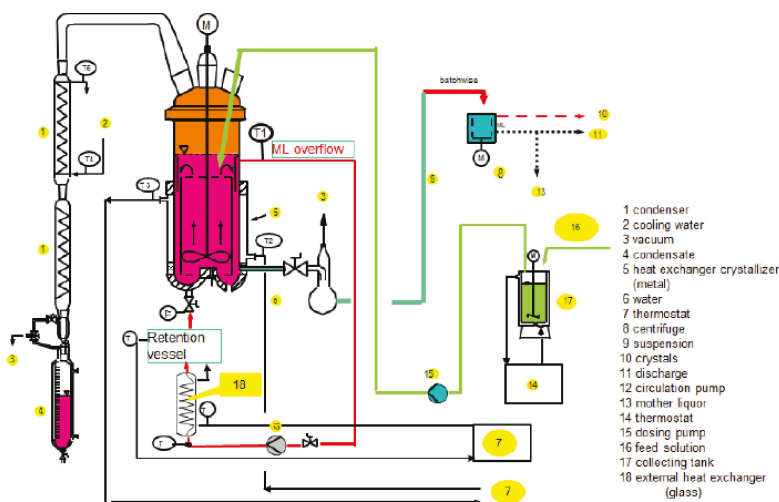 M
T6
1
2
T4
1
3
4
T3
T1
ML overflow
5
T2
3
6
Retention
vessel
T
18
T
T
7
7
batchwise
ML
M
8
10
11
13
9
16
M
17
15
14
1 condenser
2 cooling water
3 vacuum
4 condensate
5 heat exchanger crystallizer
(metal)
6 water
7 thermostat
8 centrifuge
9 suspension
10 crystals
11 discharge
12 circulation pump
13 mother liquor
14 thermostat
15 dosing pump
16 feed solution
17 collecting tank
18 external heat exchanger
(glass)